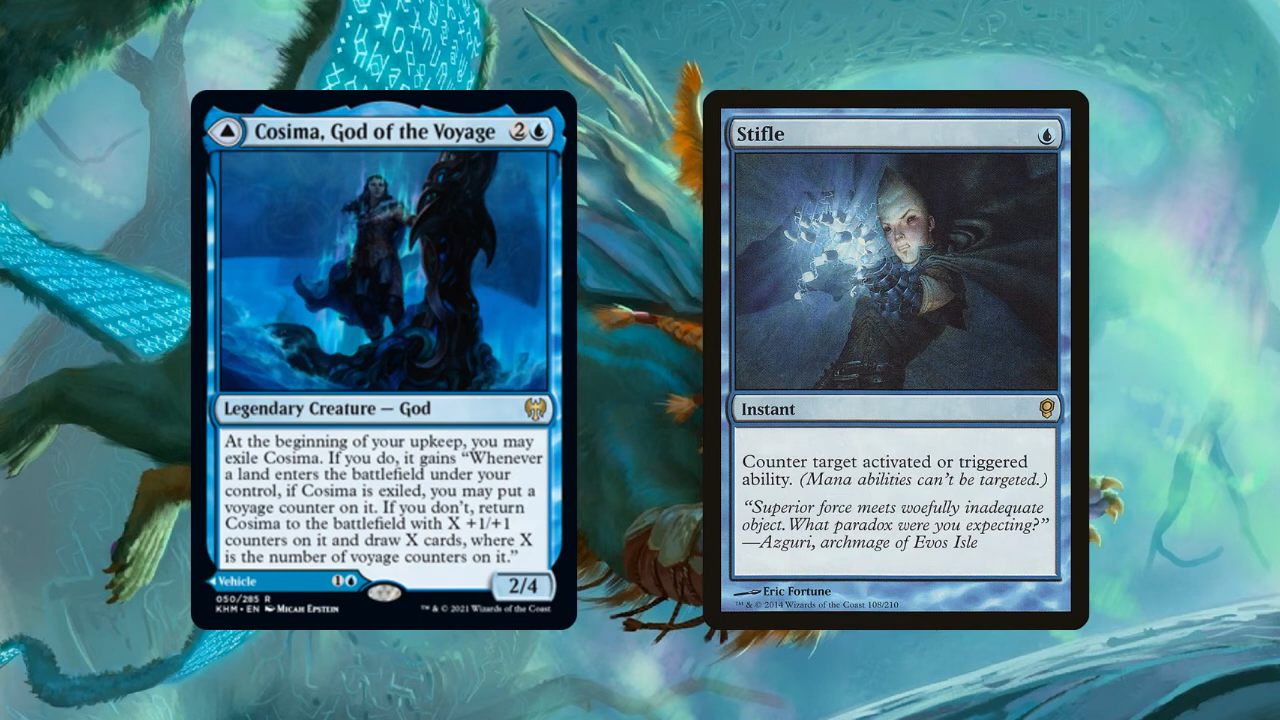 Cosima, God of the Voyage 2
Legendary Creature — God
At the beginning of your upkeep, you may
exile Cosima. If you do, it gains “Whenever
a land enters the battlefield under your
control, if Cosima is exiled, you may put a
voyage counter on it. If you don’t, return
Cosima to the battlefield with X +1/+1
counters on it and draw X cards, where X
is the number of voyage counters on it.”
Vehicle 1
2/4
050/285 R
KHM • EN Micah Epstein
™ & © 2021 Wizards of the Coast
Stifle
Instant
Counter target activated or triggered
ability. (Mana abilities can’t be targeted.)
“Superior force meets woefully inadequate
object. What paradox were you expecting?”
—Azguri, archmage of Evos Isle
Eric Fortune
™ & © 2014 Wizards of the Coast 108/210